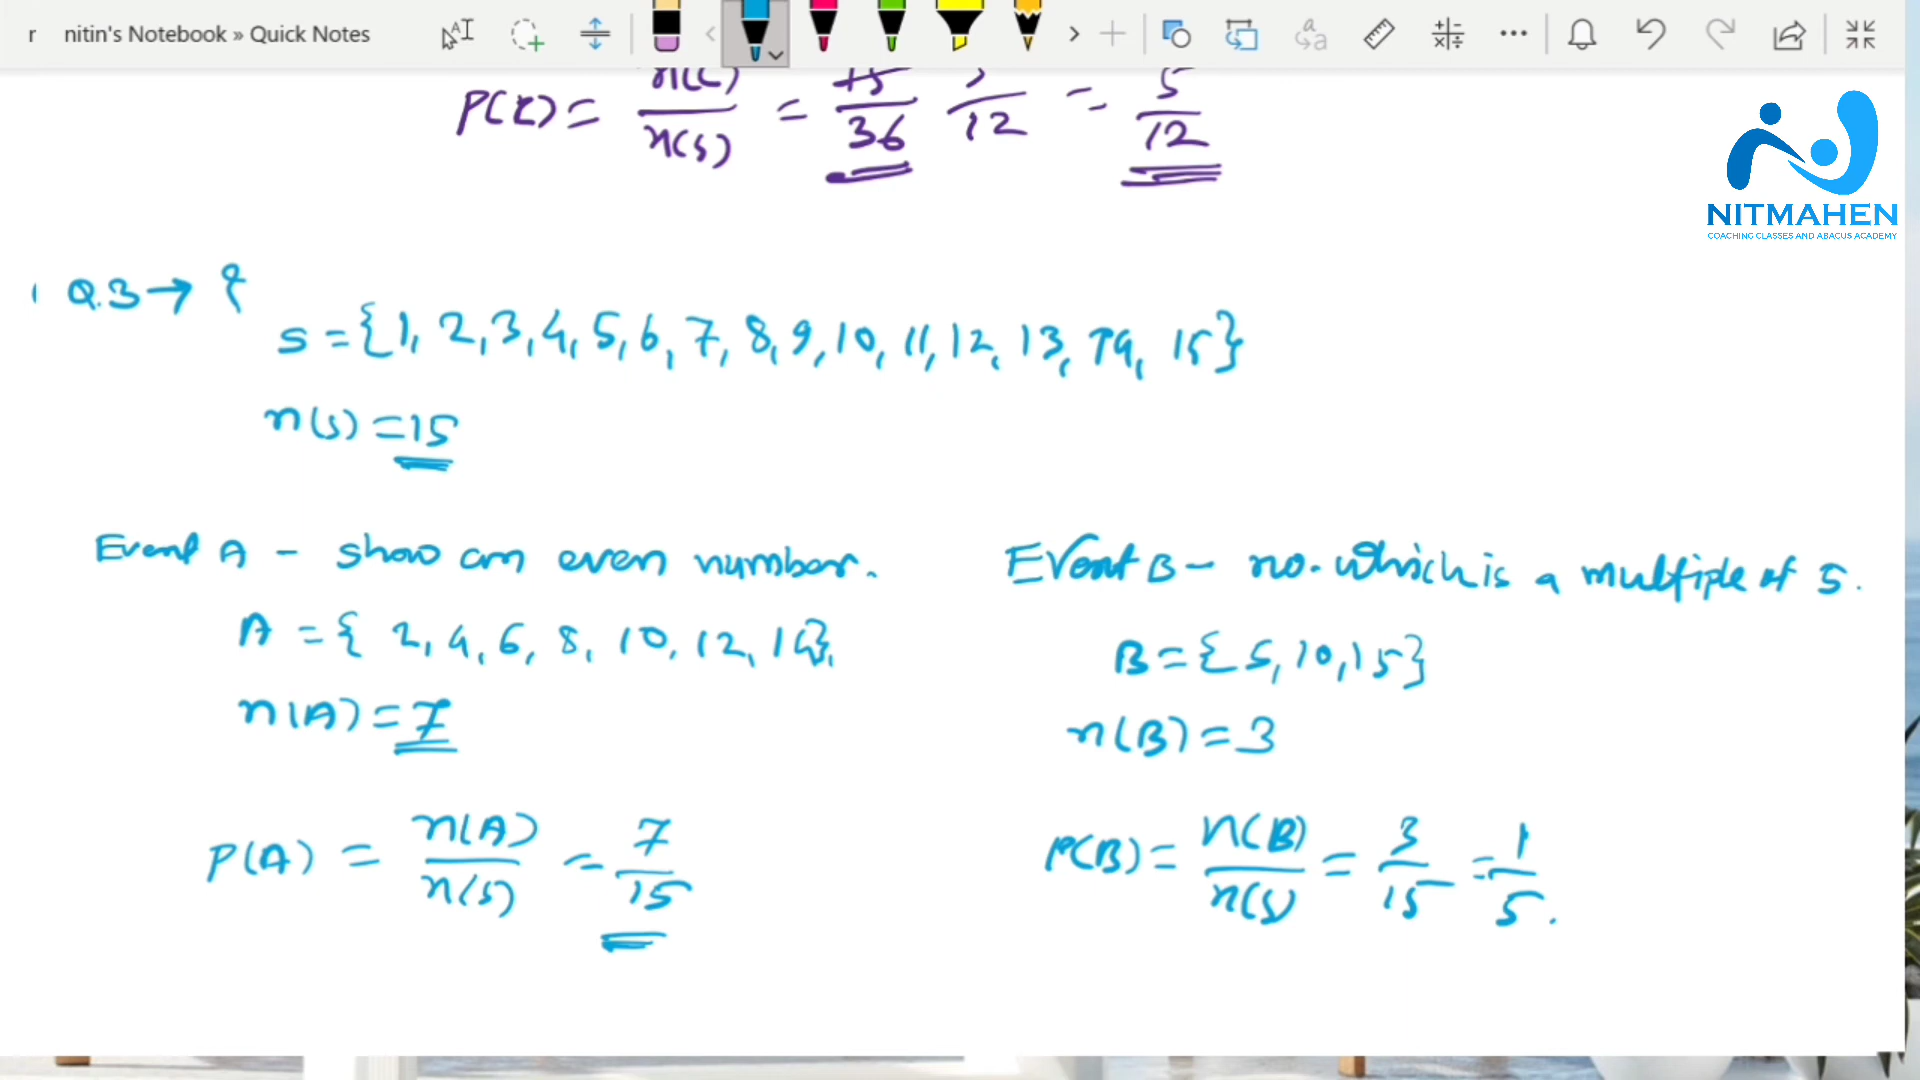 r nitin's Notebook » Quick Notes
P(C) = n(C) / n(S) = 15 / 36 / 12 = 5 / 12
NITMAHEN
COACHING CLASSES AND ABACUS ACADEMY
Q.3 → {
S = {1, 2, 3, 4, 5, 6, 7, 8, 9, 10, 11, 12, 13, 14, 15}
n(S) = 15
Event A - show an even number.
A = { 2, 4, 6, 8, 10, 12, 14},
n(A) = 7
P(A) = n(A) / n(S) = 7 / 15
Event B - no. which is a multiple of 5.
B = {5, 10, 15}
n(B) = 3
P(B) = n(B) / n(S) = 3 / 15 = 1 / 5.